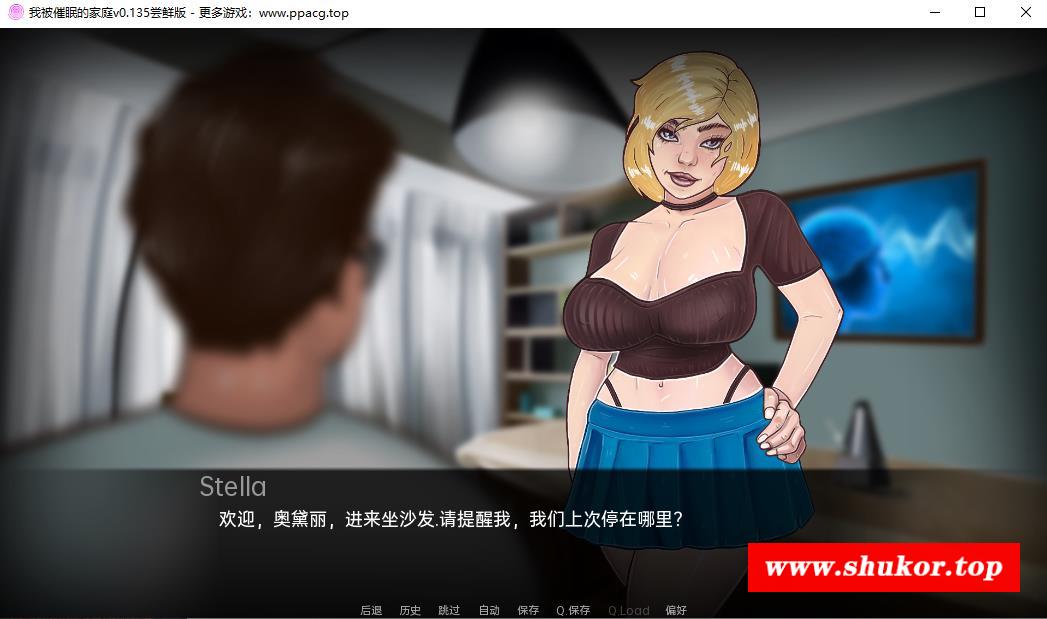 我被催眠的家庭v0.135尝鲜版 - 更多游戏：www.ppacg.top
Stella
欢迎，奥黛丽，进来坐沙发.请提醒我，我们上次停在哪里？
www.shukor.top
后退 历史 跳过 自动 保存 Q.保存 Q.Load 偏好